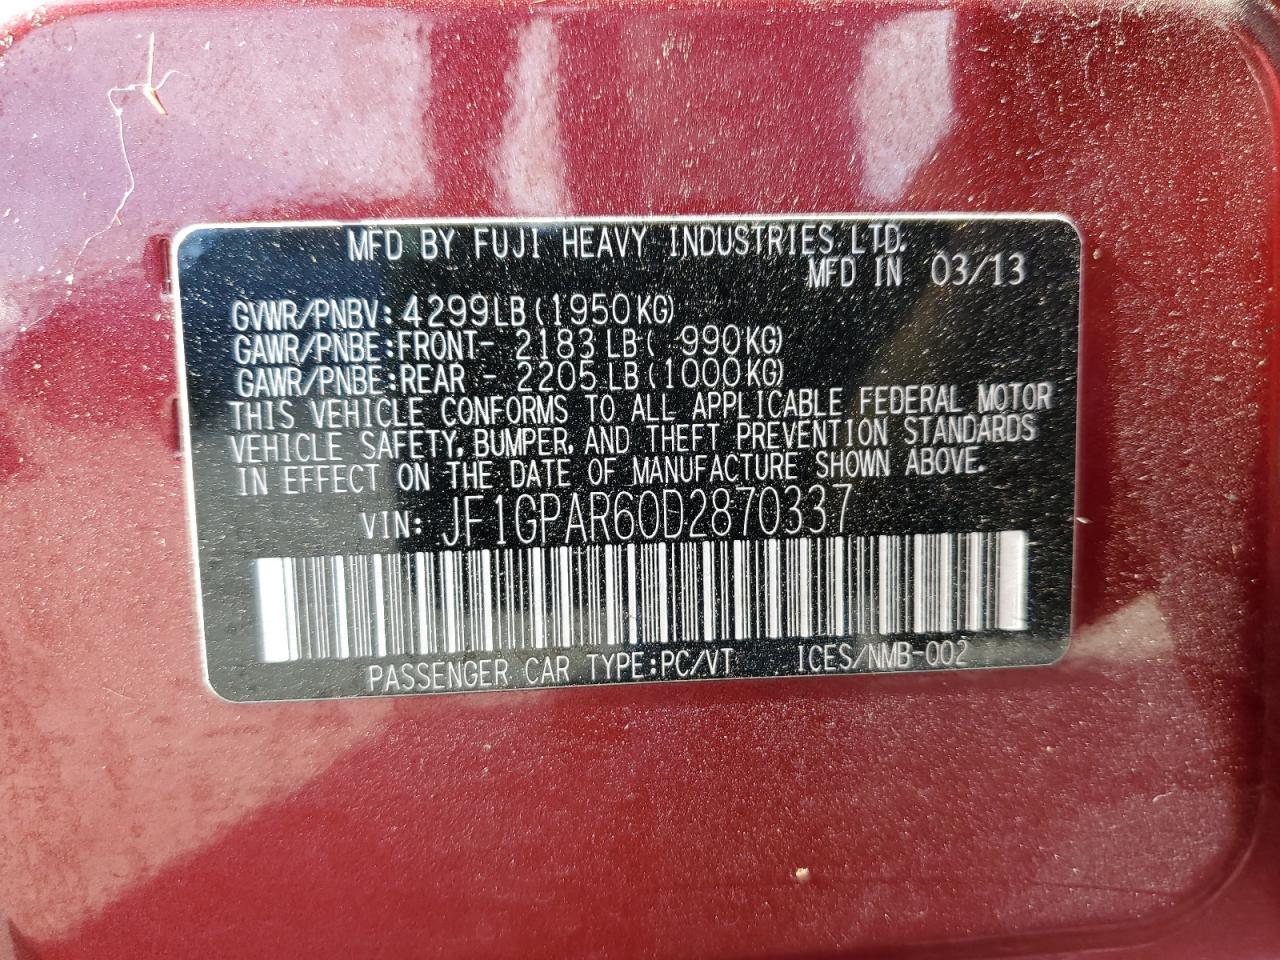 MFD BY FUJI HEAVY INDUSTRIES LTD.
MFD IN 03/13
GVWR/PNBV: 4299LB (1950KG)
GAWR/PNBE:FRONT- 2183 LB( 990KG)
GAWR/PNBE:REAR - 2205 LB(1000KG)
THIS VEHICLE CONFORMS TO ALL APPLICABLE FEDERAL MOTOR
VEHICLE SAFETY, BUMPER, AND THEFT PREVENTION STANDARDS
IN EFFECT ON THE DATE OF MANUFACTURE SHOWN ABOVE.
VIN: JF1GPAR60D2870337
PASSENGER CAR TYPE:PC/VT ICES/NMB-002